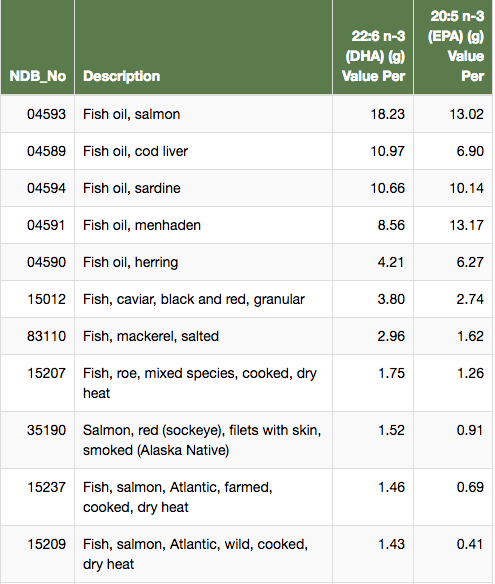 NDB_No Description 22:6 n-3 (DHA) (g) Value Per 20:5 n-3 (EPA) (g) Value Per
04593 Fish oil, salmon 18.23 13.02
04589 Fish oil, cod liver 10.97 6.90
04594 Fish oil, sardine 10.66 10.14
04591 Fish oil, menhaden 8.56 13.17
04590 Fish oil, herring 4.21 6.27
15012 Fish, caviar, black and red, granular 3.80 2.74
83110 Fish, mackerel, salted 2.96 1.62
15207 Fish, roe, mixed species, cooked, dry 1.75 1.26
heat
35190 Salmon, red (sockeye), filets with skin, 1.52 0.91
smoked (Alaska Native)
15237 Fish, salmon, Atlantic, farmed, 1.46 0.69
cooked, dry heat
15209 Fish, salmon, Atlantic, wild, cooked, 1.43 0.41
dry heat